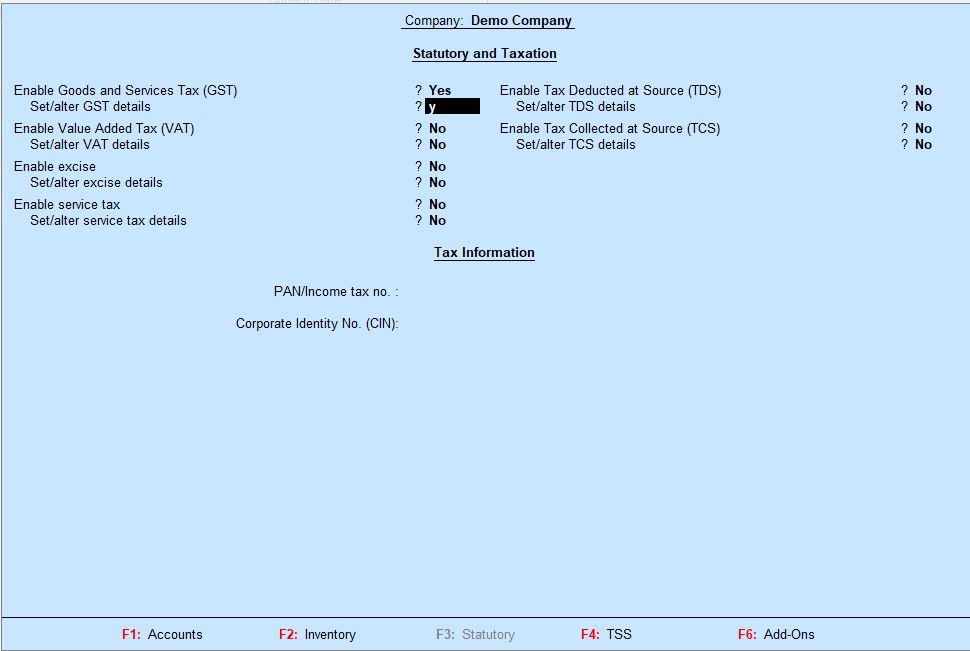 Company: Demo Company
Statutory and Taxation
Enable Goods and Services Tax (GST) ? Yes
Set/alter GST details ? y
Enable Value Added Tax (VAT) ? No
Set/alter VAT details ? No
Enable excise ? No
Set/alter excise details ? No
Enable service tax ? No
Set/alter service tax details ? No
Enable Tax Deducted at Source (TDS) ? No
Set/alter TDS details ? No
Enable Tax Collected at Source (TCS) ? No
Set/alter TCS details ? No
Tax Information
PAN/Income tax no. :
Corporate Identity No. (CIN):
F1: Accounts F2: Inventory F3: Statutory F4: TSS F6: Add-Ons